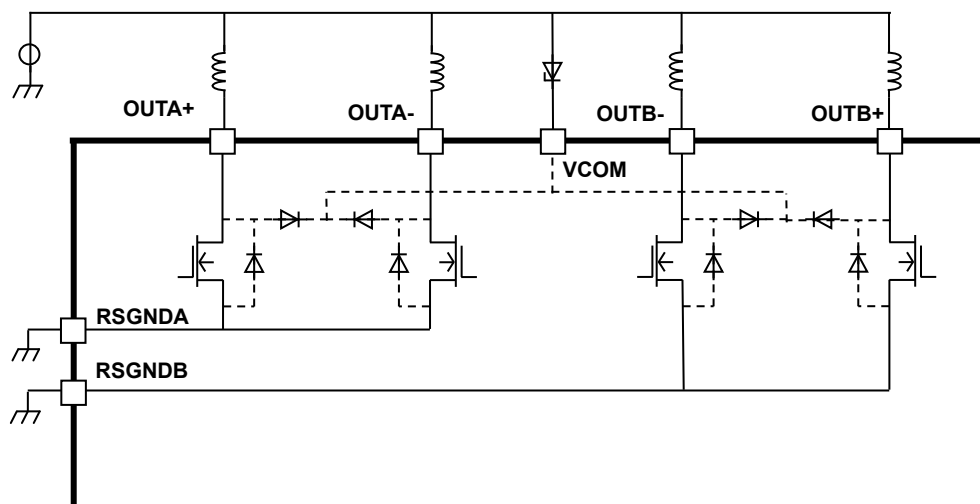 OUTA+
OUTA-
OUTB-
OUTB+
VCOM
RSGNDA
RSGNDB